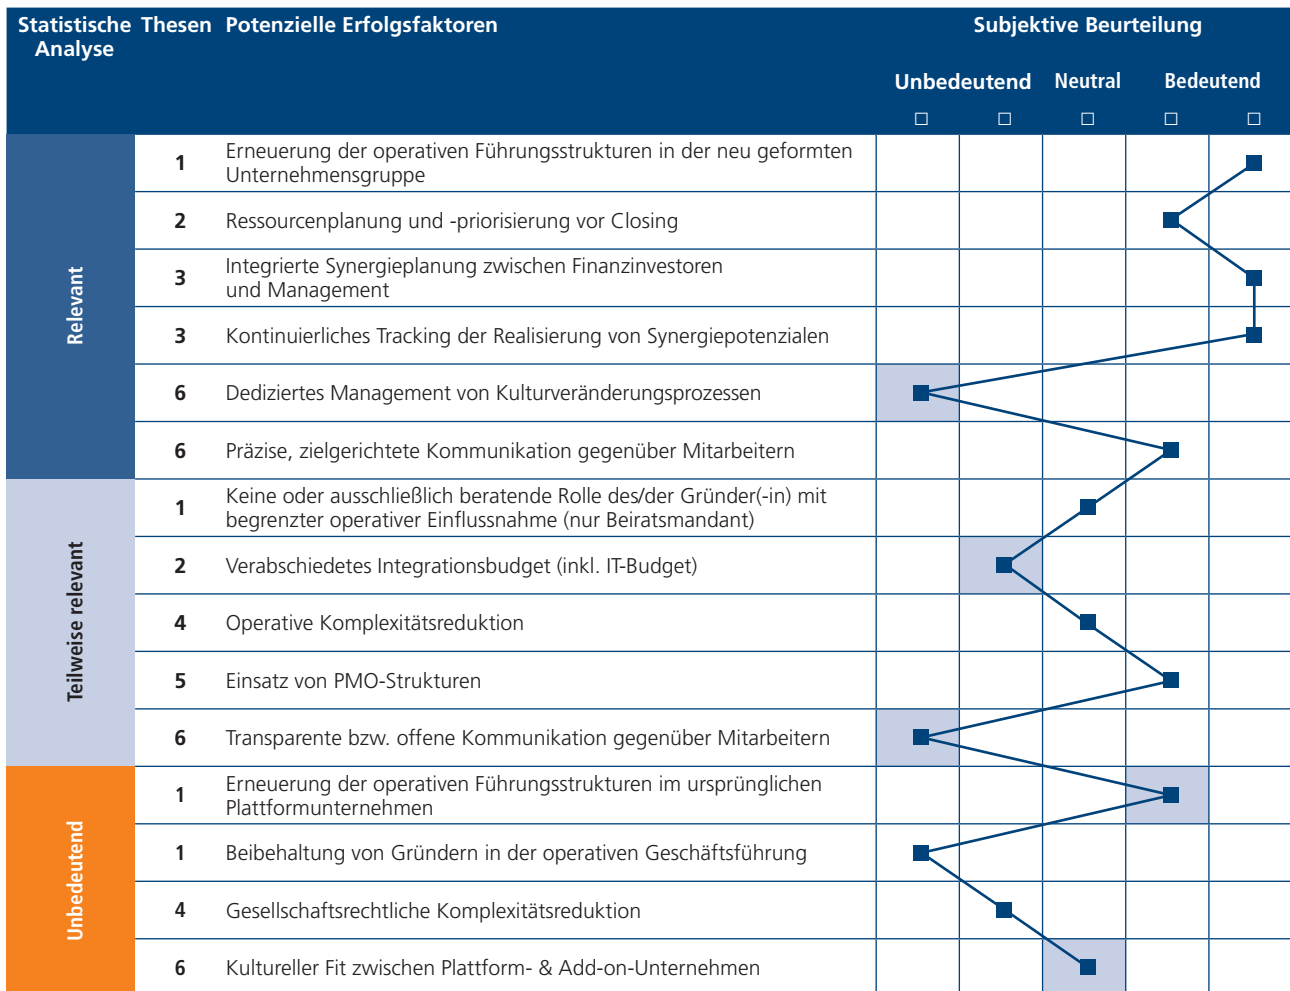 Statistische Analyse
Thesen
Potenzielle Erfolgsfaktoren
Subjektive Beurteilung
Unbedeutend
Neutral
Bedeutend
Relevant
1
Erneuerung der operativen Führungsstrukturen in der neu geformten
Unternehmensgruppe
2
Ressourcenplanung und -priorisierung vor Closing
3
Integrierte Synergieplanung zwischen Finanzinvestoren
und Management
3
Kontinuierliches Tracking der Realisierung von Synergiepotenzialen
6
Dediziertes Management von Kulturveränderungsprozessen
6
Präzise, zielgerichtete Kommunikation gegenüber Mitarbeitern
Teilweise relevant
1
Keine oder ausschließlich beratende Rolle des/der Gründer(-in) mit
begrenzter operativer Einflussnahme (nur Beiratsmandant)
2
Verabschiedetes Integrationsbudget (inkl. IT-Budget)
4
Operative Komplexitätsreduktion
5
Einsatz von PMO-Strukturen
6
Transparente bzw. offene Kommunikation gegenüber Mitarbeitern
Unbedeutend
1
Erneuerung der operativen Führungsstrukturen im ursprünglichen
Plattformunternehmen
1
Beibehaltung von Gründern in der operativen Geschäftsführung
4
Gesellschaftsrechtliche Komplexitätsreduktion
6
Kultureller Fit zwischen Plattform- & Add-on-Unternehmen